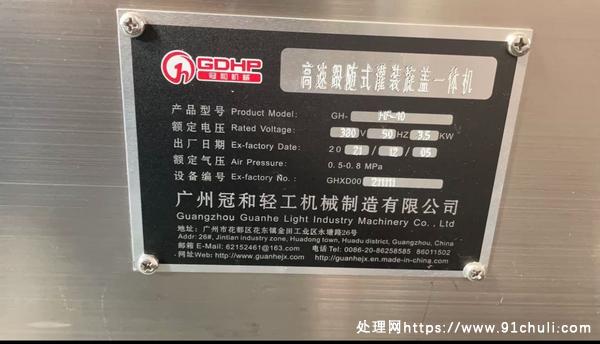 GDHP
冠和机械
高速跟随式灌装旋盖一体机
产品型号 Product Model: GH-
额定电压 Rated Voltage: 380 V 50 HZ 3.5 KW
出厂日期 Ex-factory Date: 20 21 / 12 / 05
额定气压 Air Pressure: 0.5-0.8 MPa
设备编号 Ex-factory No.: GHXD00
广州冠和轻工机械制造有限公司
Guangzhou Guanhe Light Industry Machinery Co., Ltd
地址: 广州市花都区花东镇金田工业区永塘路26号
Addr: 26#, Jintian industry zone, Huadong town, Huadu district, Guangzhou, China
邮箱 E-Mail: 62152461@163.com 电话 Tel: 0086-20-86258585 86011502
网址Web: http://www.guanhejx.com http://guanhejx.en.made-in-china.com
处理网https://www.91chuli.com/